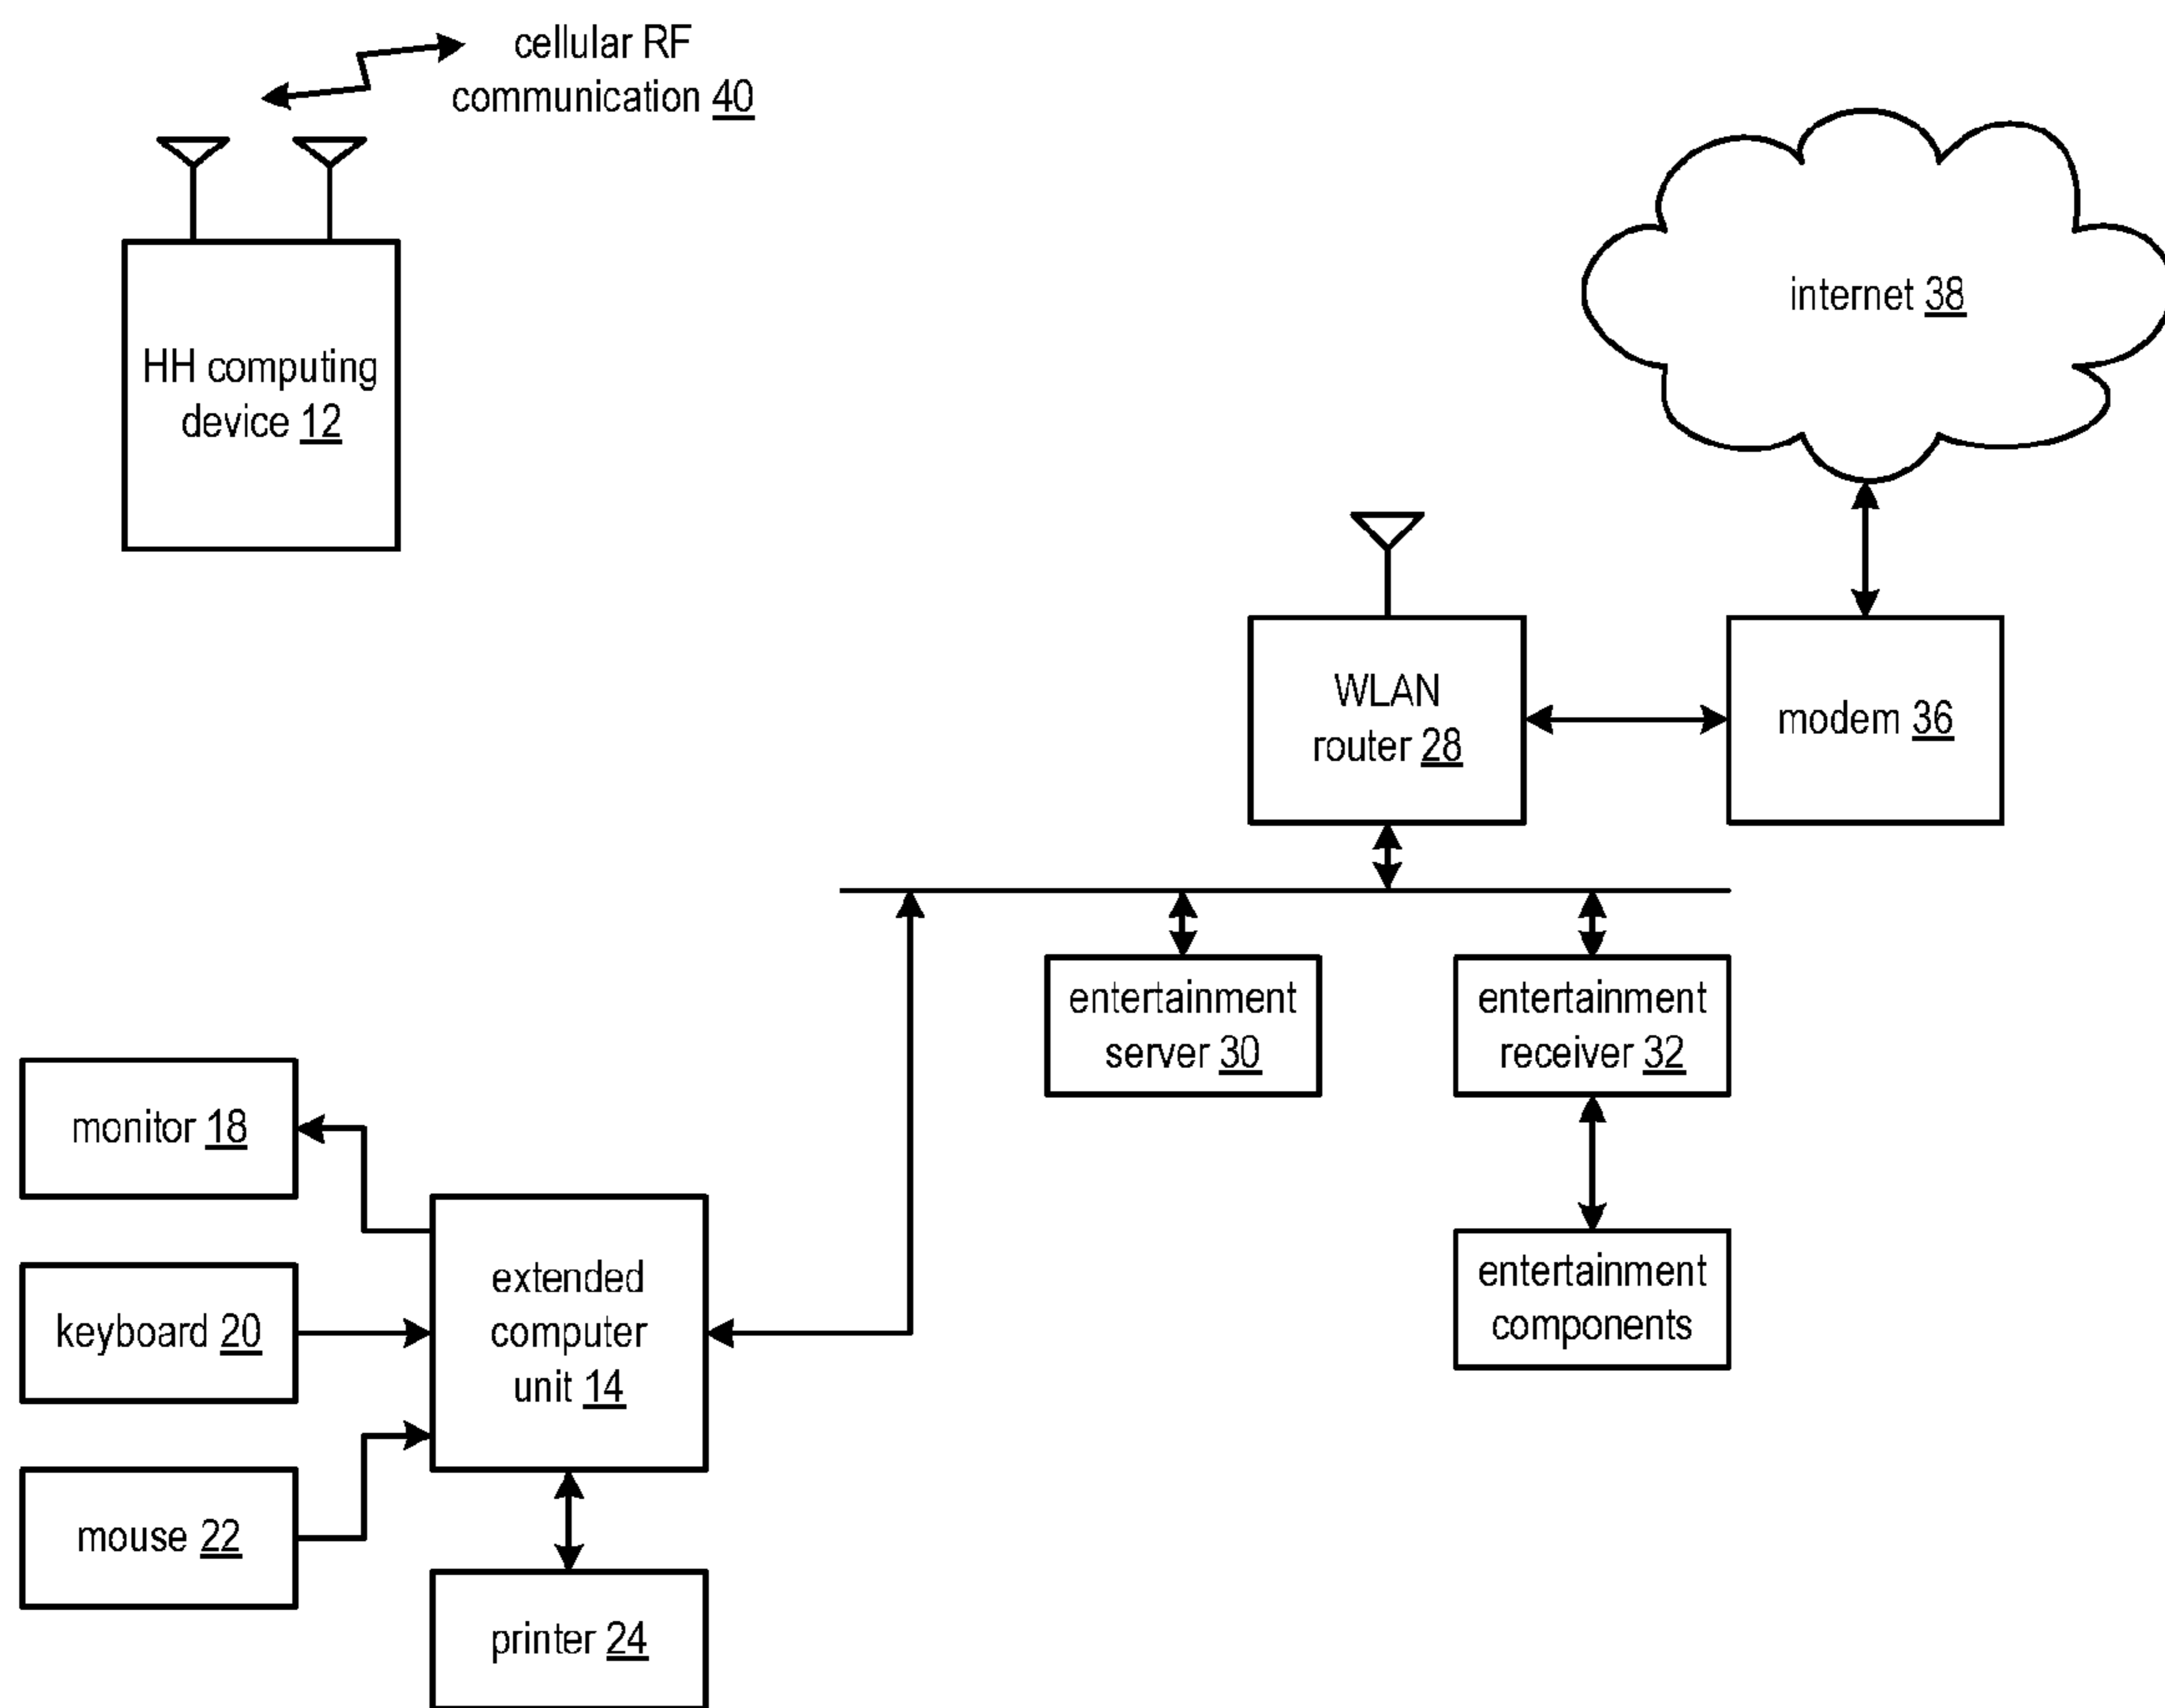 cellular RF
communication 40
HH computing
device 12
internet 38
WLAN
router 28
modem 36
entertainment
server 30
entertainment
receiver 32
monitor 18
keyboard 20
mouse 22
extended
computer
unit 14
entertainment
components
printer 24